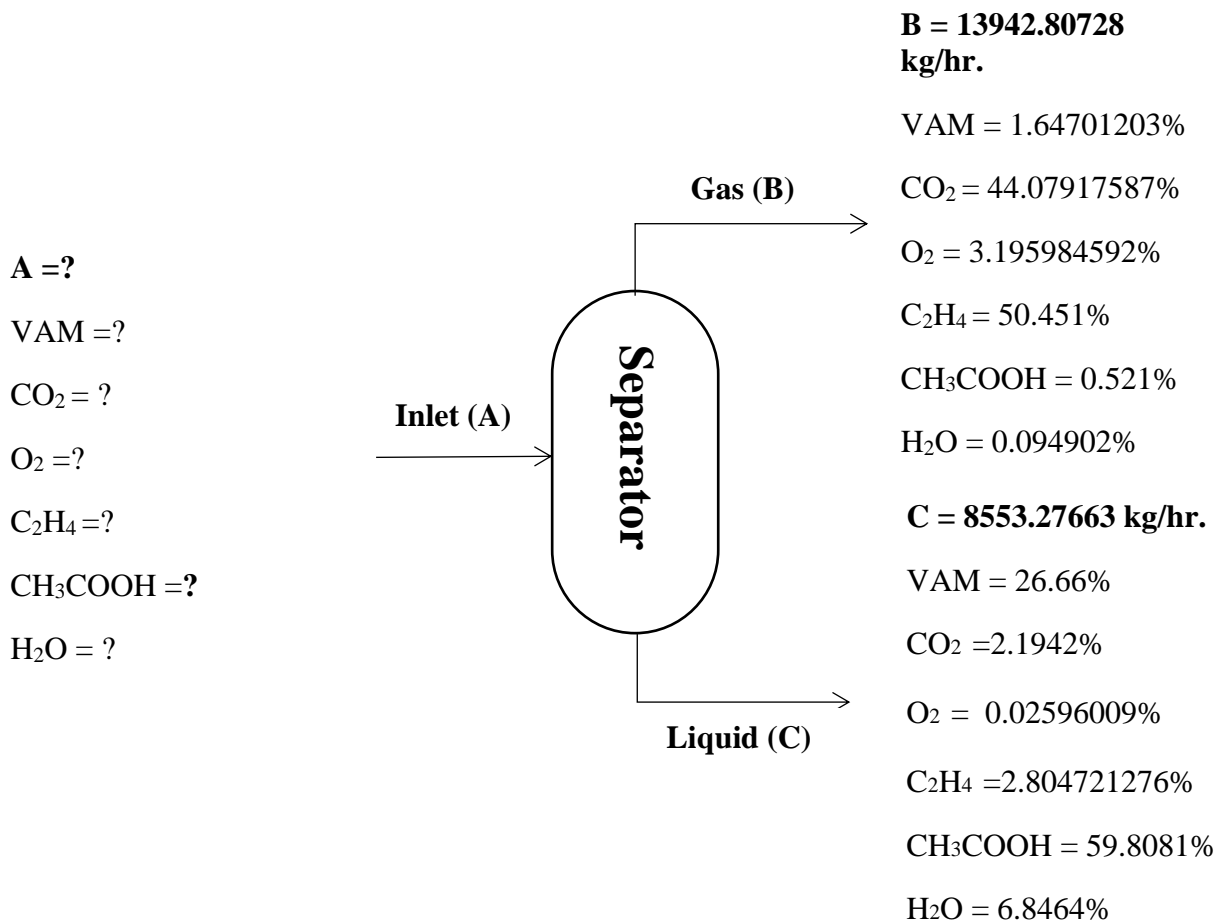 A =?
VAM =?
CO2 = ?
O2 =?
C2H4 =?
CH3COOH =?
H2O = ?
Inlet (A)
Separator
Gas (B)
Liquid (C)
B = 13942.80728
kg/hr.
VAM = 1.64701203%
CO2 = 44.07917587%
O2 = 3.195984592%
C2H4 = 50.451%
CH3COOH = 0.521%
H2O = 0.094902%
C = 8553.27663 kg/hr.
VAM = 26.66%
CO2 =2.1942%
O2 = 0.02596009%
C2H4 =2.804721276%
CH3COOH = 59.8081%
H2O = 6.8464%